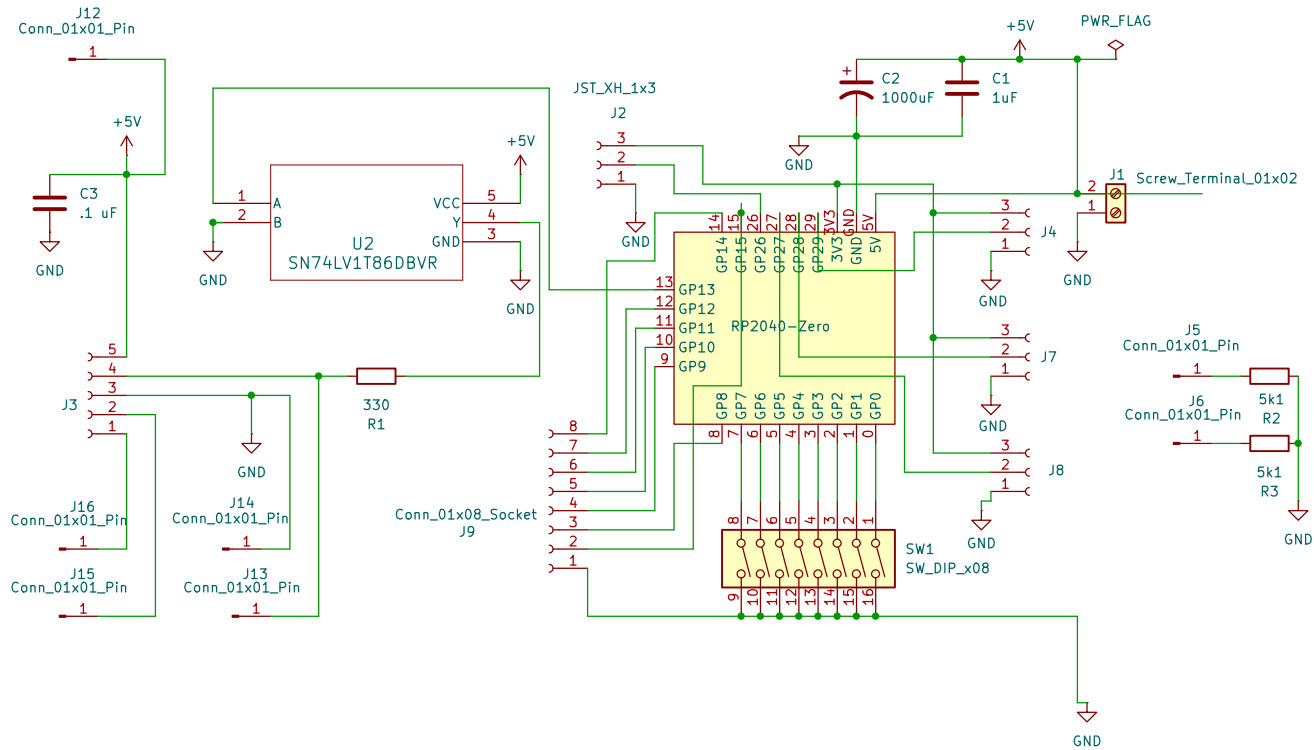 J12
Conn_01x01_Pin
1
+5V
C3
.1 uF
GND
1
2
A
B
GND
U2
SN74LV1T86DBVR
VCC
Y
GND
5
4
3
+5V
GND
JST_XH_1x3
J2
3
2
1
GND
C2
1000uF
C1
1uF
+5V
PWR_FLAG
GND
J1
Screw_Terminal_01x02
2
1
GND
14
15
26
27
28
29
3V3
GND
5V
GP14
GP15
GP26
GP27
GP28
GP29
3V3
GND
5V
13
12
11
10
9
GP13
GP12
GP11
GP10
GP9
RP2040-Zero
GP8
GP7
GP6
GP5
GP4
GP3
GP2
GP1
GP0
8
7
6
5
4
3
2
1
0
3
2
1
J4
GND
3
2
1
J7
GND
3
2
1
J8
GND
J5
Conn_01x01_Pin
1
5k1
R2
J6
Conn_01x01_Pin
1
5k1
R3
GND
5
4
3
2
1
J3
330
R1
GND
J16
Conn_01x01_Pin
1
J14
Conn_01x01_Pin
1
J15
Conn_01x01_Pin
1
J13
Conn_01x01_Pin
1
8
7
6
5
4
3
2
1
Conn_01x08_Socket
J9
8
7
6
5
4
3
2
1
SW1
SW_DIP_x08
9
10
11
12
13
14
15
16
GND